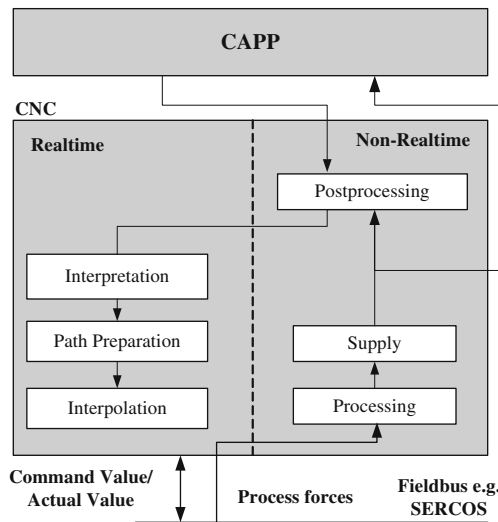 CAPP
CNC
Realtime
Non-Realtime
Postprocessing
Interpretation
Path Preparation
Supply
Interpolation
Processing
Command Value/
Actual Value
Process forces
Fieldbus e.g.
SERCOS